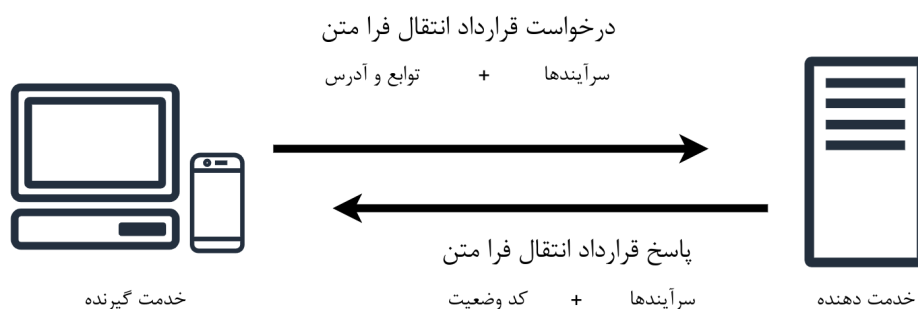 درخواست قرارداد انتقال فرا متن
سرآیندها + توابع و آدرس
پاسخ قرارداد انتقال فرا متن
سرآیندها + کد وضعیت
خدمت دهنده
خدمت گیرنده